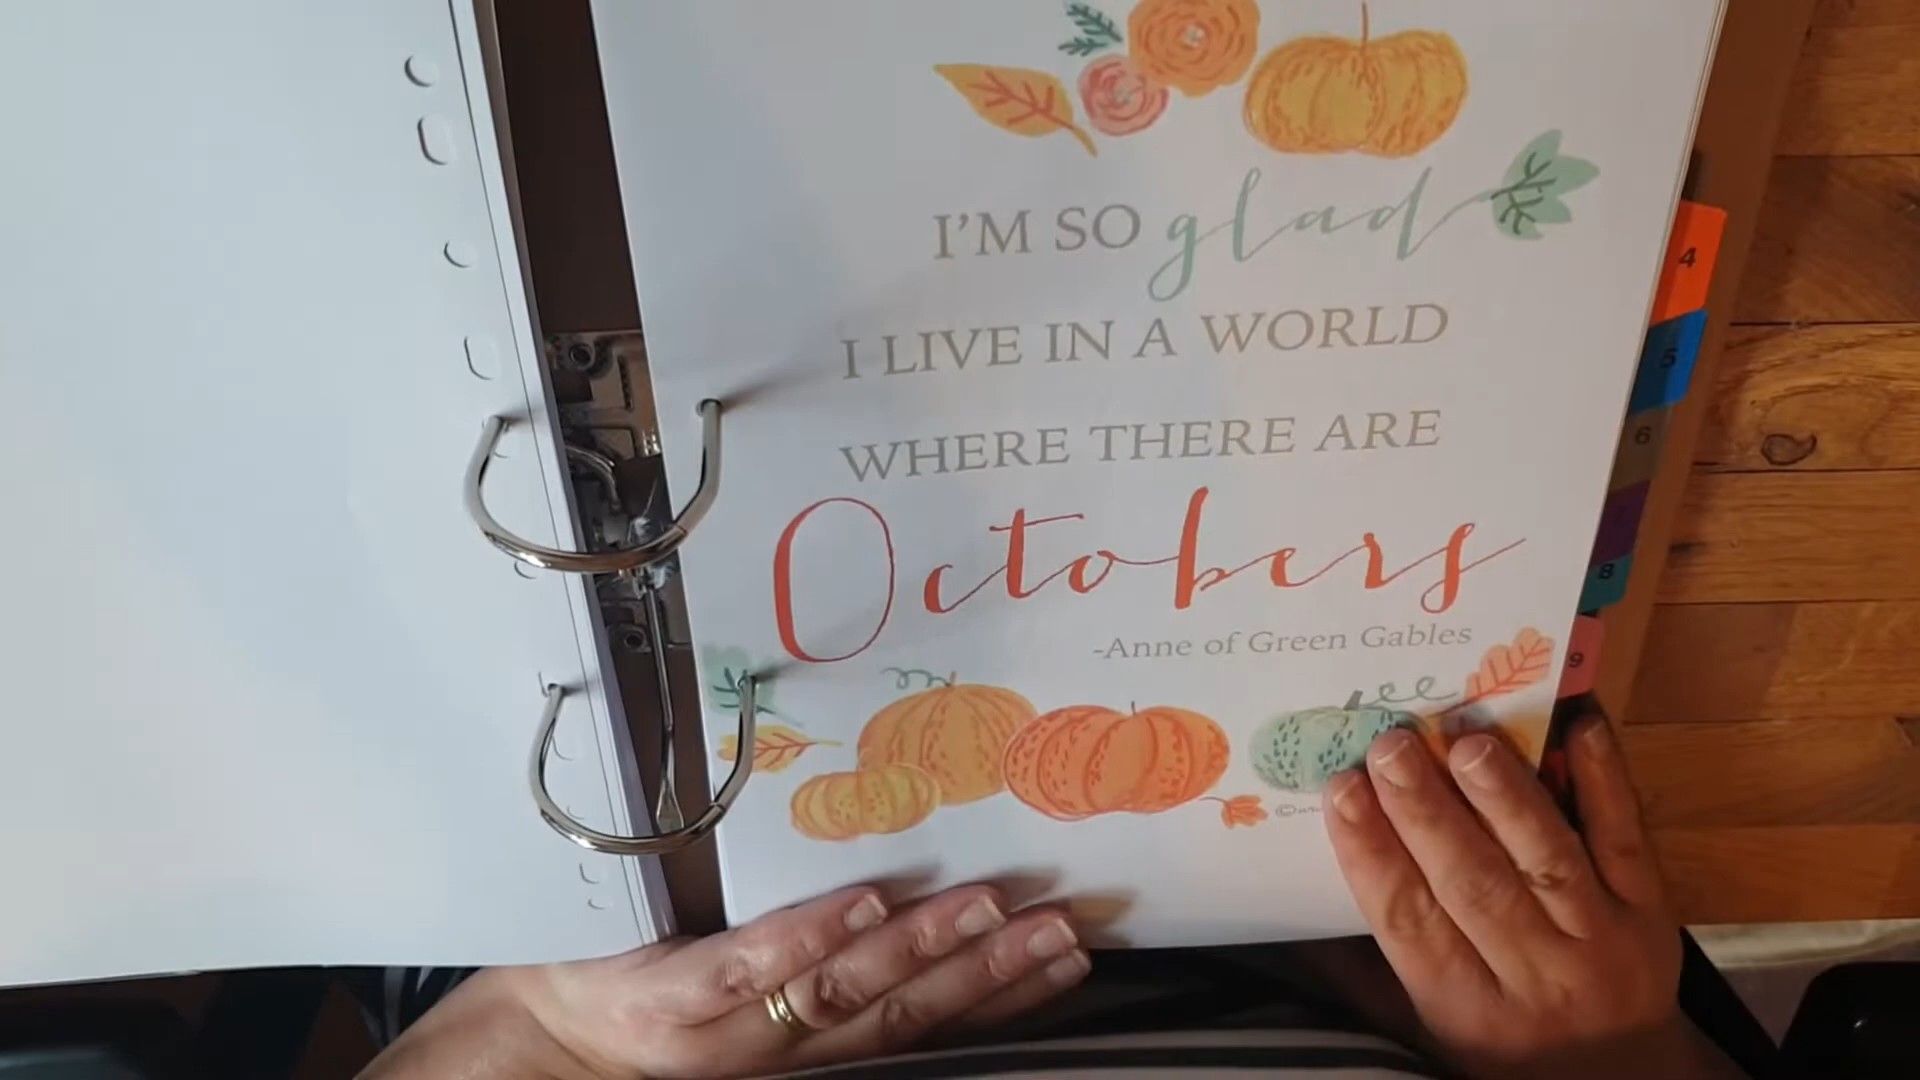 I'M SO glad
I LIVE IN A WORLD
WHERE THERE ARE
Octobers
-Anne of Green Gables
4
5
6
8
9